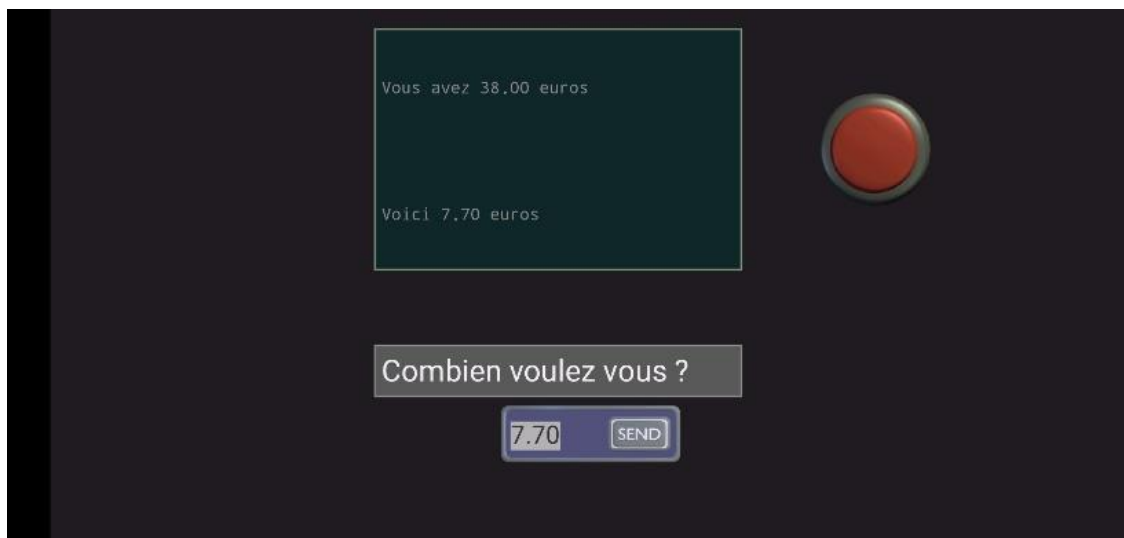 Vous avez 38.00 euros
Voici 7.70 euros
Combien voulez vous ?
7.70
SEND